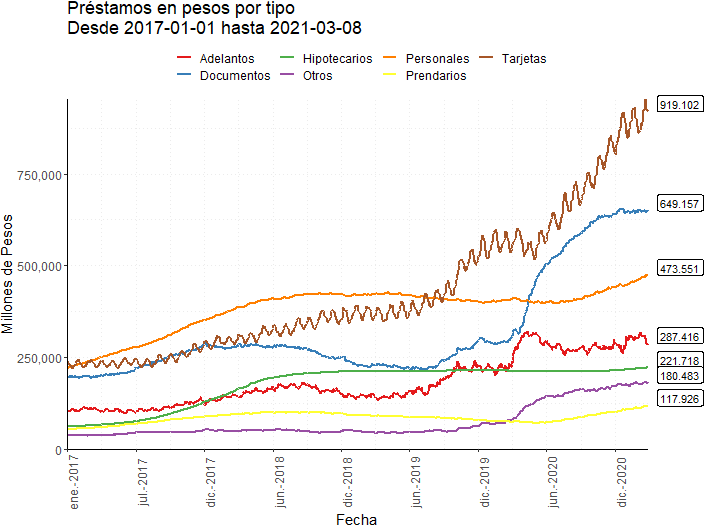 Préstamos en pesos por tipo
Desde 2017-01-01 hasta 2021-03-08
Adelantos Hipotecarios Personales Tarjetas
Documentos Otros Prendarios
919.102
750,000
649.157
Millones de Pesos
500,000
473.551
287.416
250,000
221.718
180.483
117.926
0
ene.-2017 jul.-2017 dic.-2017 jun.-2018 dic.-2018 jun.-2019 dic.-2019 jun.-2020 dic.-2020
Fecha